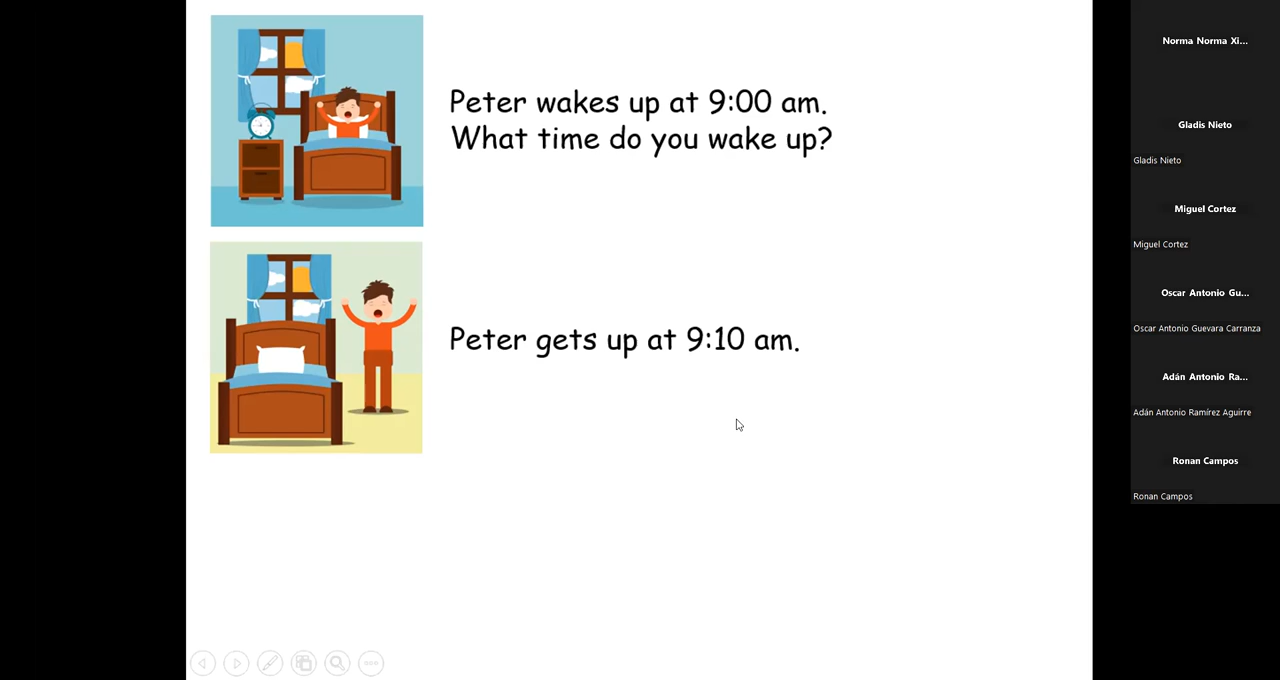 Peter wakes up at 9:00 am.
What time do you wake up?
Peter gets up at 9:10 am.
Norma Norma Xi...
Gladis Nieto
Gladis Nieto
Miguel Cortez
Miguel Cortez
Oscar Antonio Gu...
Oscar Antonio Guevara Carranza
Adán Antonio Ra...
Adán Antonio Ramírez Aguirre
Ronan Campos
Ronan Campos